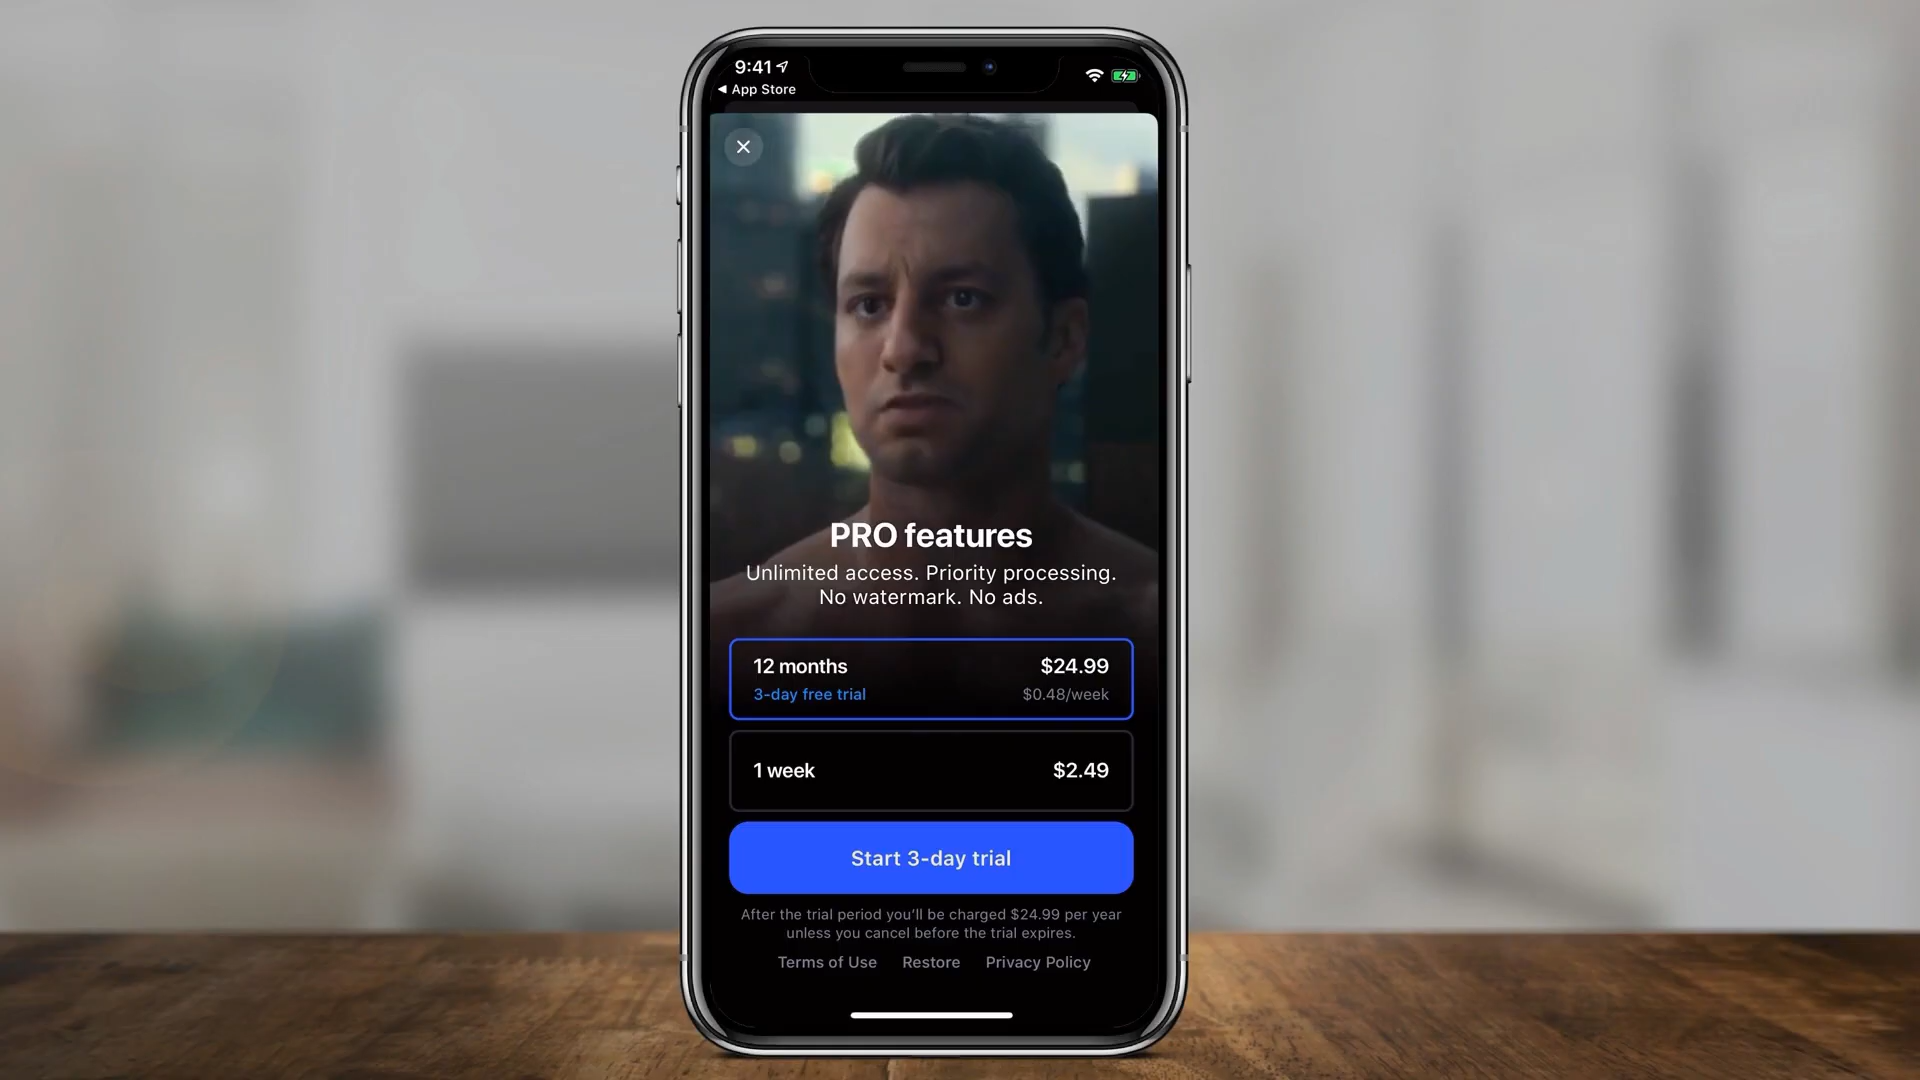 9:41
App Store
PRO features
Unlimited access. Priority processing.
No watermark. No ads.
12 months $24.99
3-day free trial $0.48/week
1 week $2.49
Start 3-day trial
After the trial period you'll be charged $24.99 per year
unless you cancel before the trial expires.
Terms of Use Restore Privacy Policy